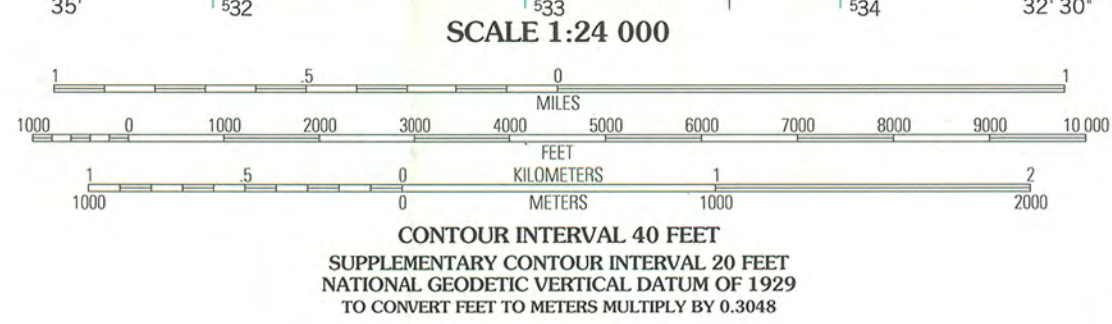 35' 532 533 534 32' 30"
SCALE 1:24 000
1 .5 0 1
MILES
1000 0 1000 2000 3000 4000 5000 6000 7000 8000 9000 10 000
FEET
1 .5 0 KILOMETERS 1 2
1000 0 METERS 1000 2000
CONTOUR INTERVAL 40 FEET
SUPPLEMENTARY CONTOUR INTERVAL 20 FEET
NATIONAL GEODETIC VERTICAL DATUM OF 1929
TO CONVERT FEET TO METERS MULTIPLY BY 0.3048